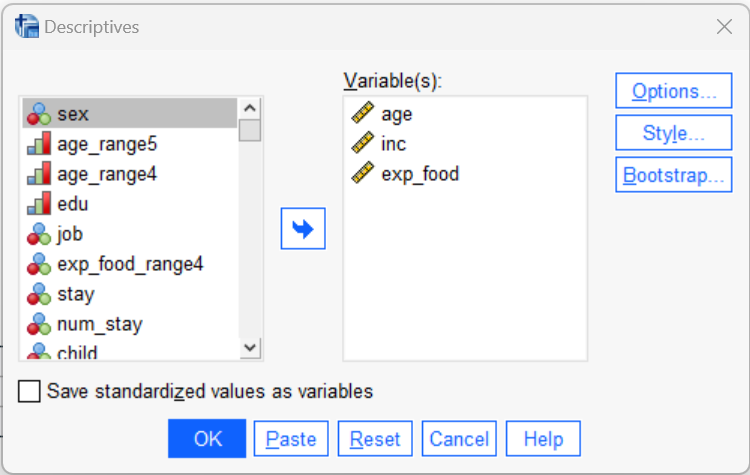 Descriptives
Variable(s):
sex
age_range5
age_range4
edu
job
exp_food_range4
stay
num_stay
child
age
inc
exp_food
Options...
Style...
Bootstrap...
Save standardized values as variables
OK
Paste
Reset
Cancel
Help